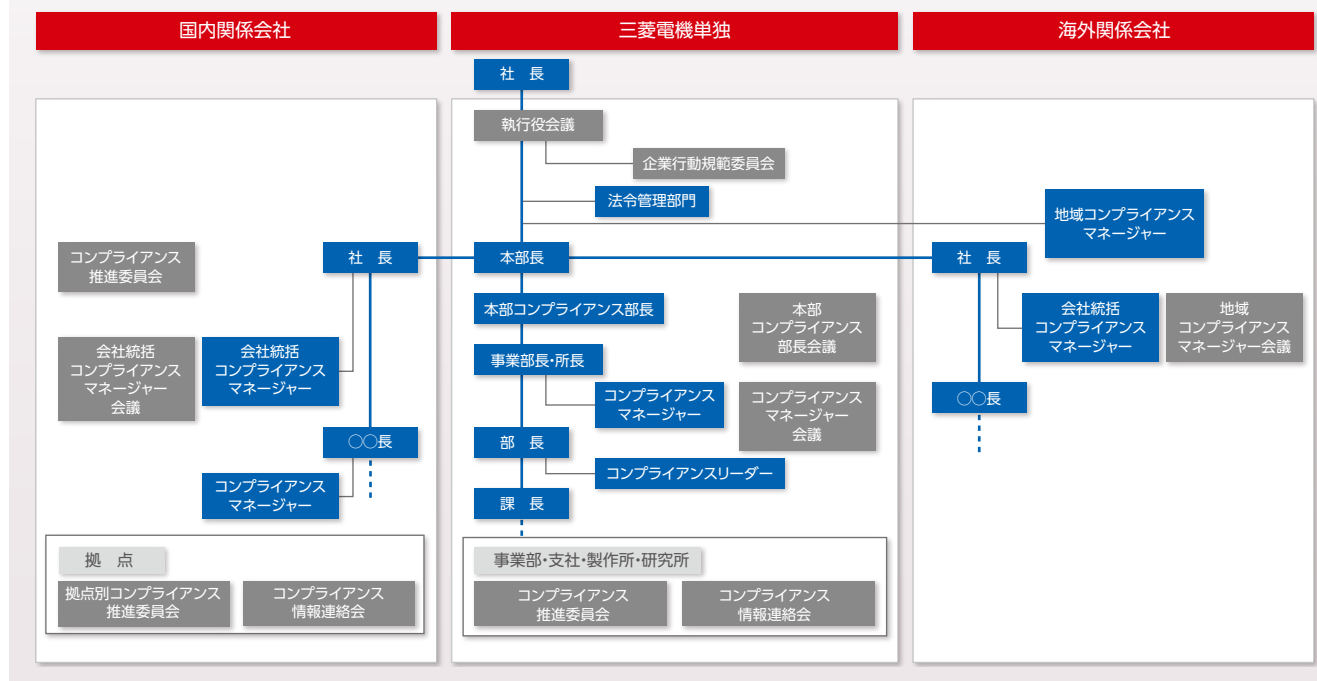 国内関係会社
三菱電機単独
海外関係会社
社　長
執行役会議
企業行動規範委員会
法令管理部門
地域コンプライアンス
マネージャー
コンプライアンス
推進委員会
社　長
本部長
社　長
本部コンプライアンス部長
本部
コンプライアンス
部長会議
会社統括
コンプライアンス
マネージャー
地域
コンプライアンス
マネージャー会議
会社統括
コンプライアンス
マネージャー
会議
会社統括
コンプライアンス
マネージャー
事業部長・所長
コンプライアンス
マネージャー
コンプライアンス
マネージャー
会議
○○長
○○長
部　長
コンプライアンスリーダー
コンプライアンス
マネージャー
課　長
拠　点
拠点別コンプライアンス
推進委員会
コンプライアンス
情報連絡会
事業部・支社・製作所・研究所
コンプライアンス
推進委員会
コンプライアンス
情報連絡会